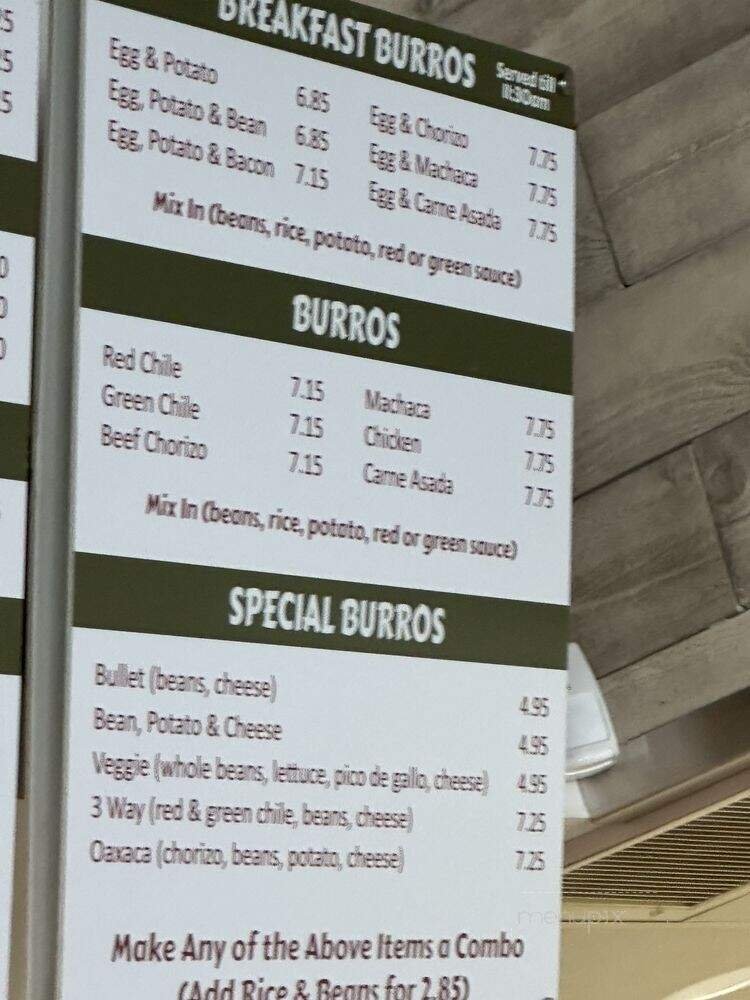 BREAKFAST BURROS
Served till
11:30am
Egg & Potato 6.85
Egg, Potato & Bean 6.85
Egg, Potato & Bacon 7.15
Egg & Chorizo 7.75
Egg & Machaca 7.75
Egg & Carne Asada 7.75
Mix In (beans, rice, potato, red or green sauce)
BURROS
Red Chile 7.15
Green Chile 7.15
Beef Chorizo 7.15
Machaca 7.75
Chicken 7.75
Carne Asada 7.75
Mix In (beans, rice, potato, red or green sauce)
SPECIAL BURROS
Bullet (beans, cheese) 4.95
Bean, Potato & Cheese 4.95
Veggie (whole beans, lettuce, pico de gallo, cheese) 4.95
3 Way (red & green chile, beans, cheese) 7.25
Oaxaca (chorizo, beans, potato, cheese) 7.25
Make Any of the Above Items a Combo
(Add Rice & Beans for 2.85)
menupix